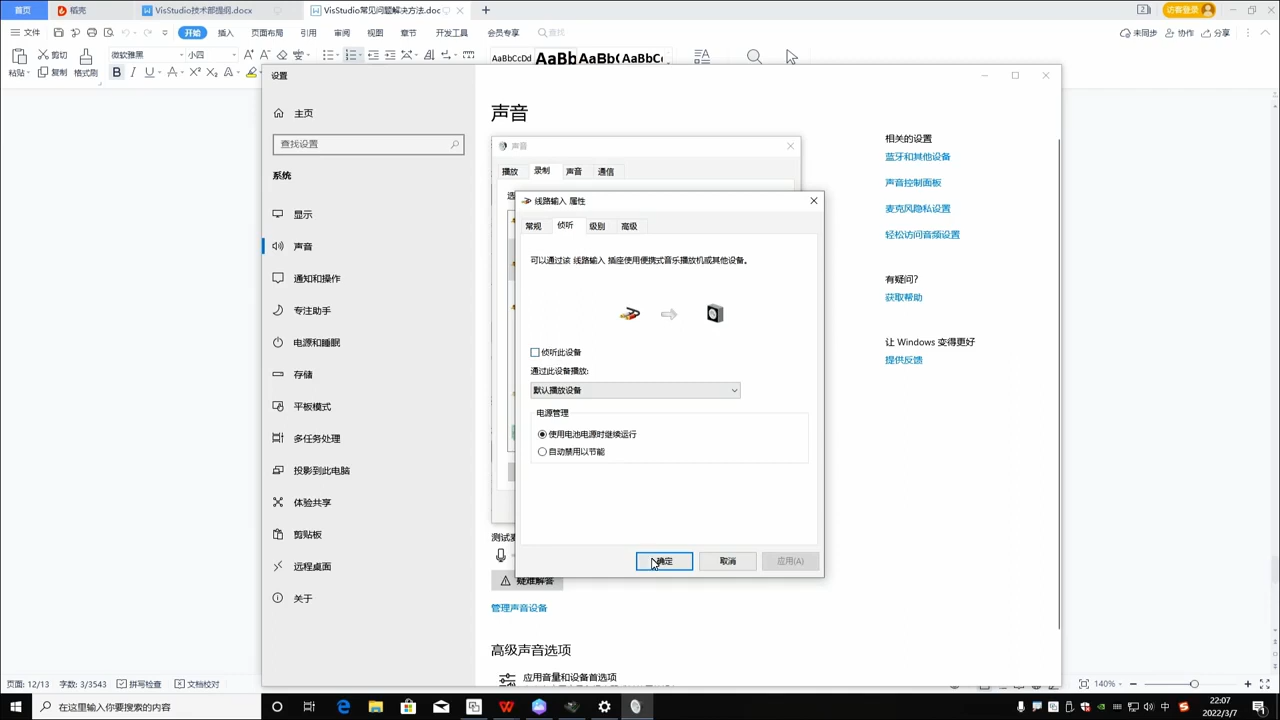 首页
稻壳
VisStudio技术部提纲.docx
VisStudio常见问题解决方法.doc
访客登录
文件
开始
插入
页面布局
引用
审阅
视图
章节
开发工具
会员专享
查找
未同步
协作
分享
粘贴
剪切
复制
格式刷
微软雅黑
小四
AaBbCcDd
AaBb(
AaBb(
AaBbC(
设置
主页
查找设置
系统
显示
声音
通知和操作
专注助手
电源和睡眠
存储
平板模式
多任务处理
投影到此电脑
体验共享
剪贴板
远程桌面
关于
声音
声音
播放
录制
声音
通信
线路输入 属性
常规
侦听
级别
高级
可以通过该 线路输入 插座使用便携式音乐播放机或其他设备。
侦听此设备
通过此设备播放:
默认播放设备
电源管理
使用电池电源时继续运行
自动禁用以节能
确定
取消
应用(A)
疑难解答
管理声音设备
高级声音选项
应用音量和设备首选项
相关的设置
蓝牙和其他设备
声音控制面板
麦克风隐私设置
轻松访问音频设置
有疑问?
获取帮助
让 Windows 变得更好
提供反馈
页面: 12/13
字数: 3/3543
拼写检查
文档校对
140%
在这里输入你要搜索的内容
中
22:07
2022/3/7